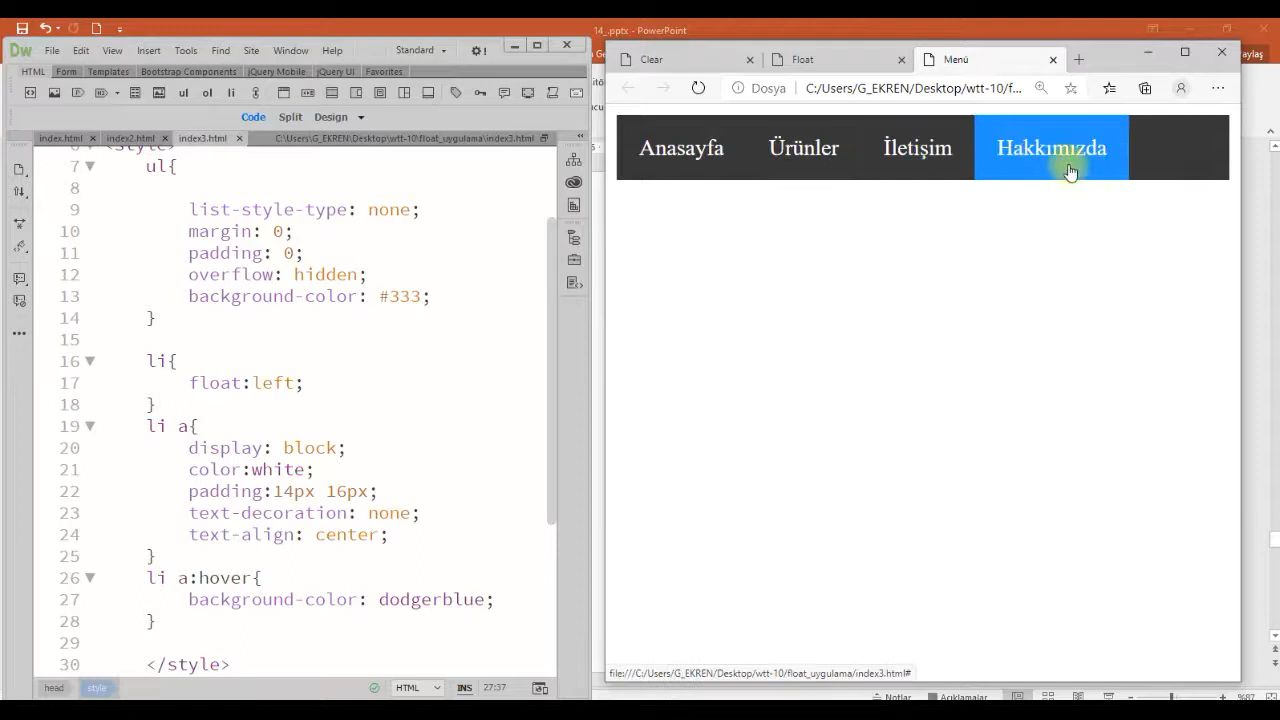 14_.pptx - PowerPoint
Dw File Edit View Insert Tools Find Site Window Help Standard
HTML Form Templates Bootstrap Components jQuery Mobile jQuery UI Favorites
ul ol li
Code Split Design
index.html index2.html index3.html C:\Users\G_EKREN\Desktop\wtt-10\float_uygulama\index3.html
6 <style>
7 ul{
8
9 list-style-type: none;
10 margin: 0;
11 padding: 0;
12 overflow: hidden;
13 background-color: #333;
14 }
15
16 li{
17 float:left;
18 }
19 li a{
20 display: block;
21 color:white;
22 padding:14px 16px;
23 text-decoration: none;
24 text-align: center;
25 }
26 li a:hover{
27 background-color: dodgerblue;
28 }
29
30 </style>
head style HTML INS 27:37
Clear Float Menü
Dosya C:/Users/G_EKREN/Desktop/wtt-10/f...
Anasayfa Ürünler İletişim Hakkımızda
file:///C:/Users/G_EKREN/Desktop/wtt-10/float_uygulama/index3.html#
Notlar Açıklamalar %87